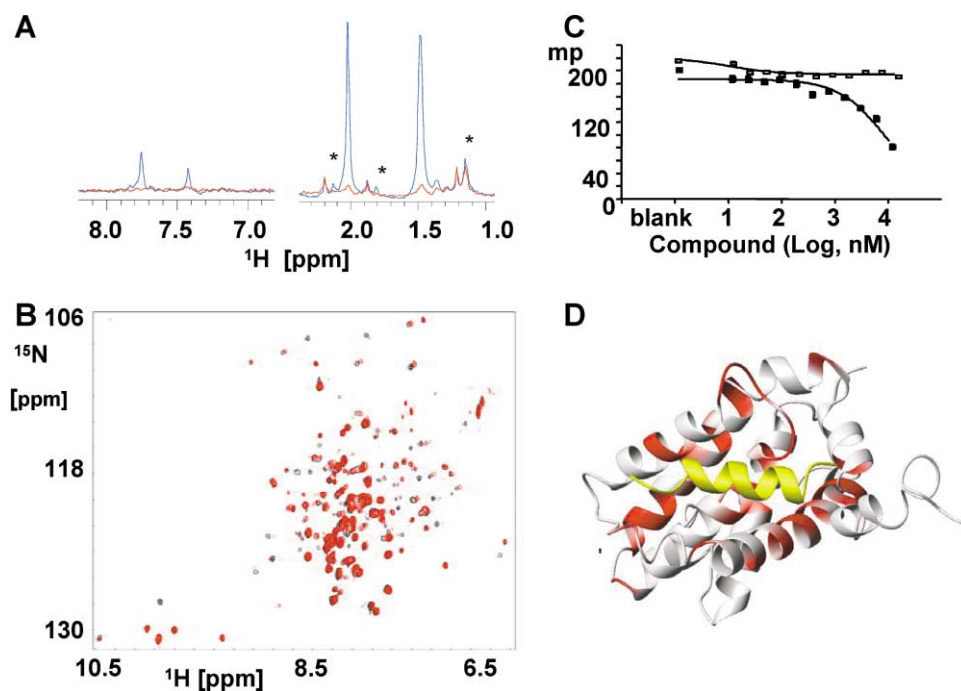 A
*
*
*
8.0 7.5 7.0 2.0 1.5 1.0
¹H [ppm]
B
106
¹⁵N
[ppm]
118
130
10.5 8.5 6.5
¹H [ppm]
C
mp
200
120
40
0
blank 1 2 3 4
Compound (Log, nM)
D